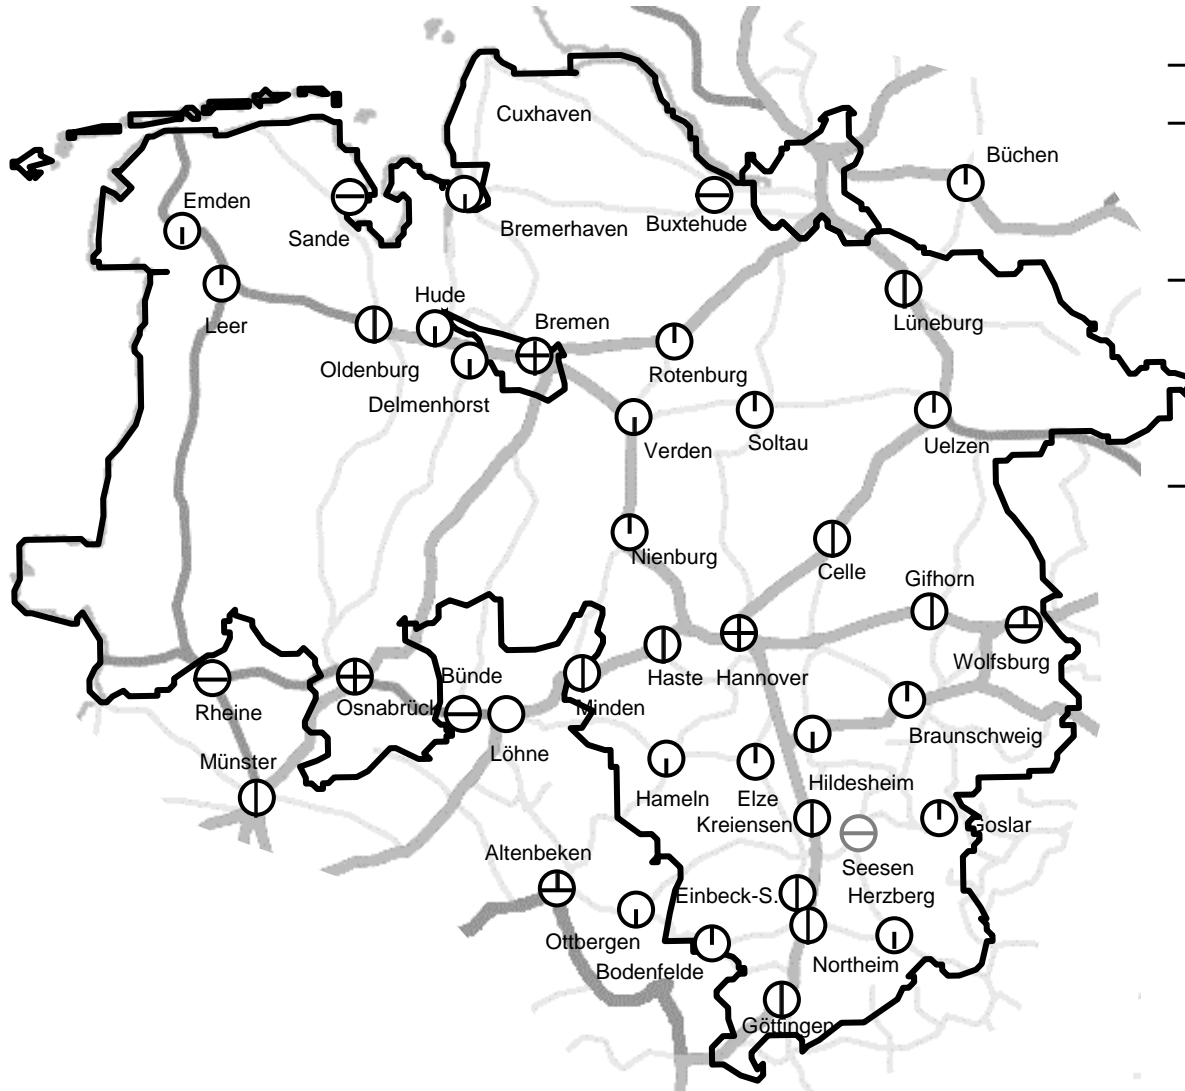 Cuxhaven
Büchen
Emden
Sande
Bremerhaven
Buxtehude
Hude
Leer
Bremen
Lüneburg
Oldenburg
Rotenburg
Delmenhorst
Verden
Soltau
Uelzen
Nienburg
Celle
Gifhorn
Wolfsburg
Bünde
Haste
Hannover
Rheine
Osnabrück
Minden
Braunschweig
Münster
Löhne
Hildesheim
Hameln
Elze
Kreiensen
Goslar
Altenbeken
Seesen
Einbeck-S.
Herzberg
Ottbergen
Bodenfelde
Northeim
Göttingen